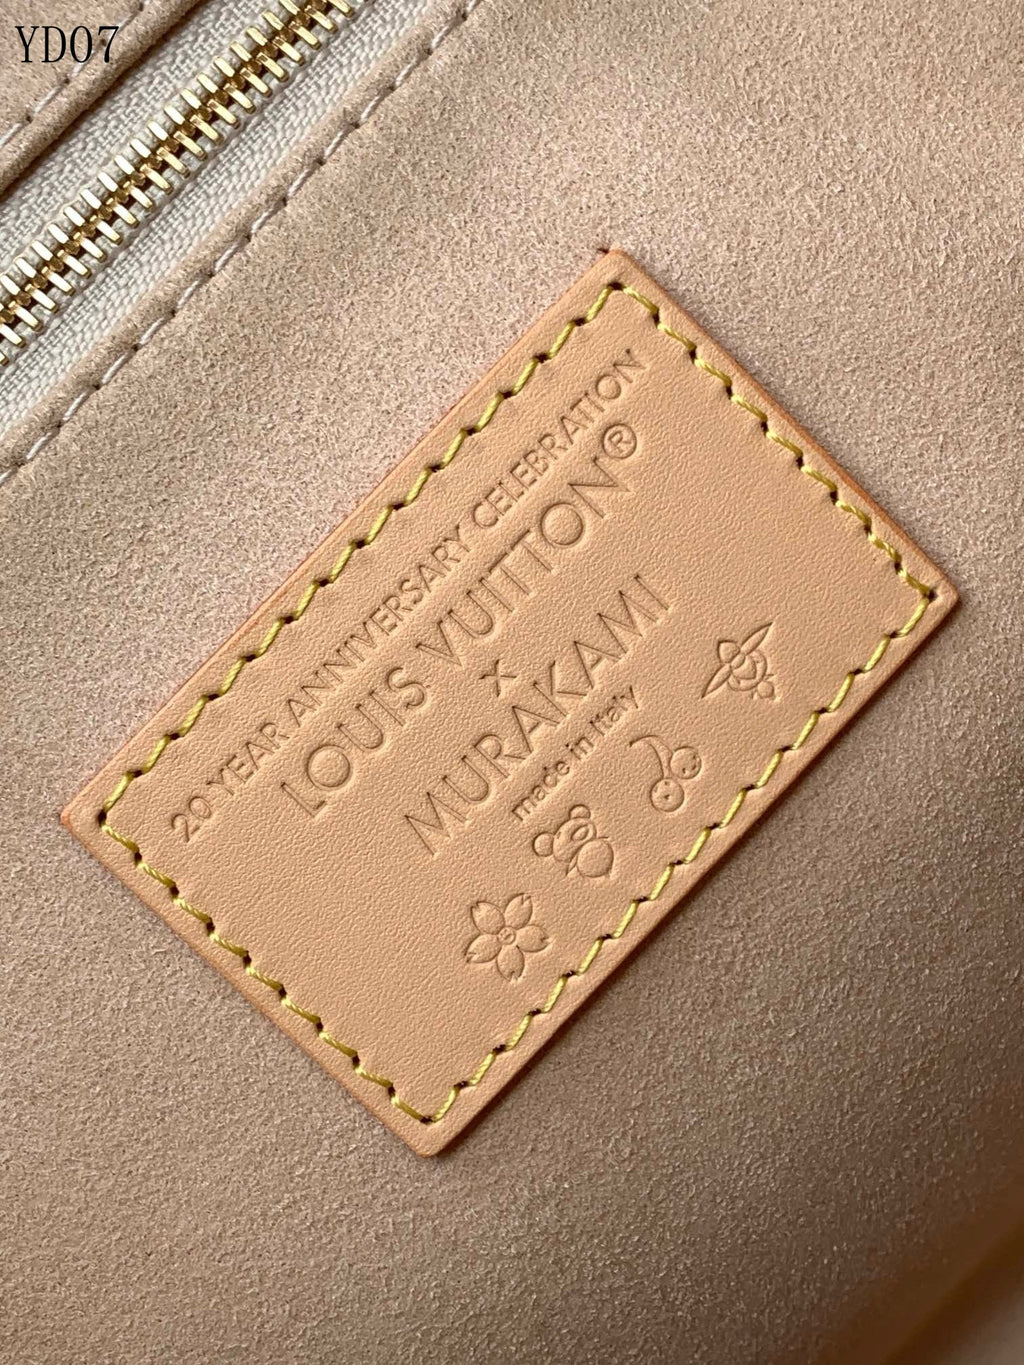 YD07
20 YEAR ANNIVERSARY CELEBRATION
LOUIS VUITTON®
x
MURAKAMI
made in Italy